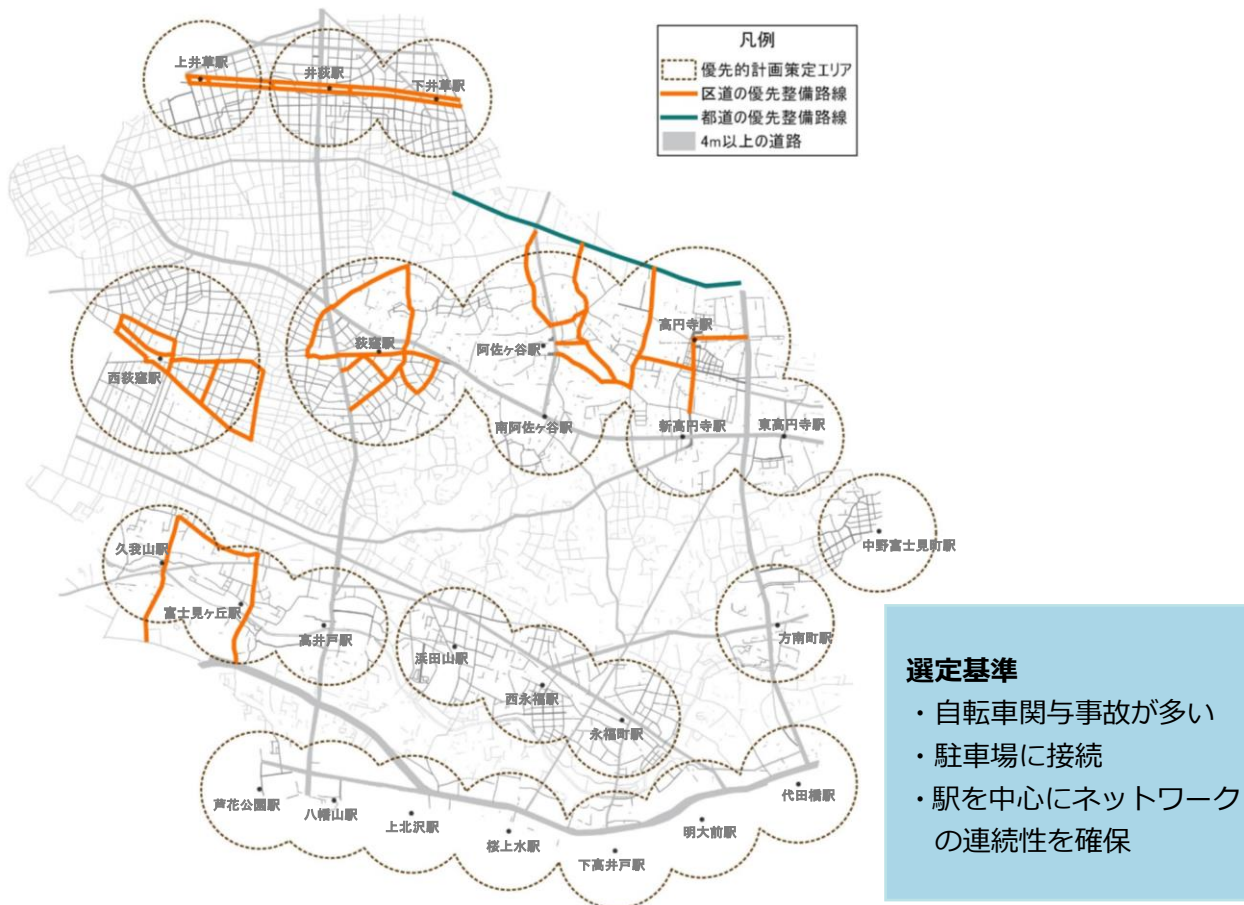 凡例
優先的計画策定エリア
区道の優先整備路線
都道の優先整備路線
4m以上の道路
上井草駅
井荻駅
下井草駅
高円寺駅
荻窪駅
阿佐ヶ谷駅
西荻窪駅
南阿佐ヶ谷駅
新高円寺駅
東高円寺駅
中野富士見町駅
久我山駅
富士見ヶ丘駅
高井戸駅
浜田山駅
方南町駅
西永福駅
永福町駅
芦花公園駅
八幡山駅
上北沢駅
桜上水駅
下高井戸駅
明大前駅
代田橋駅
選定基準
・自転車関与事故が多い
・駐車場に接続
・駅を中心にネットワーク
の連続性を確保